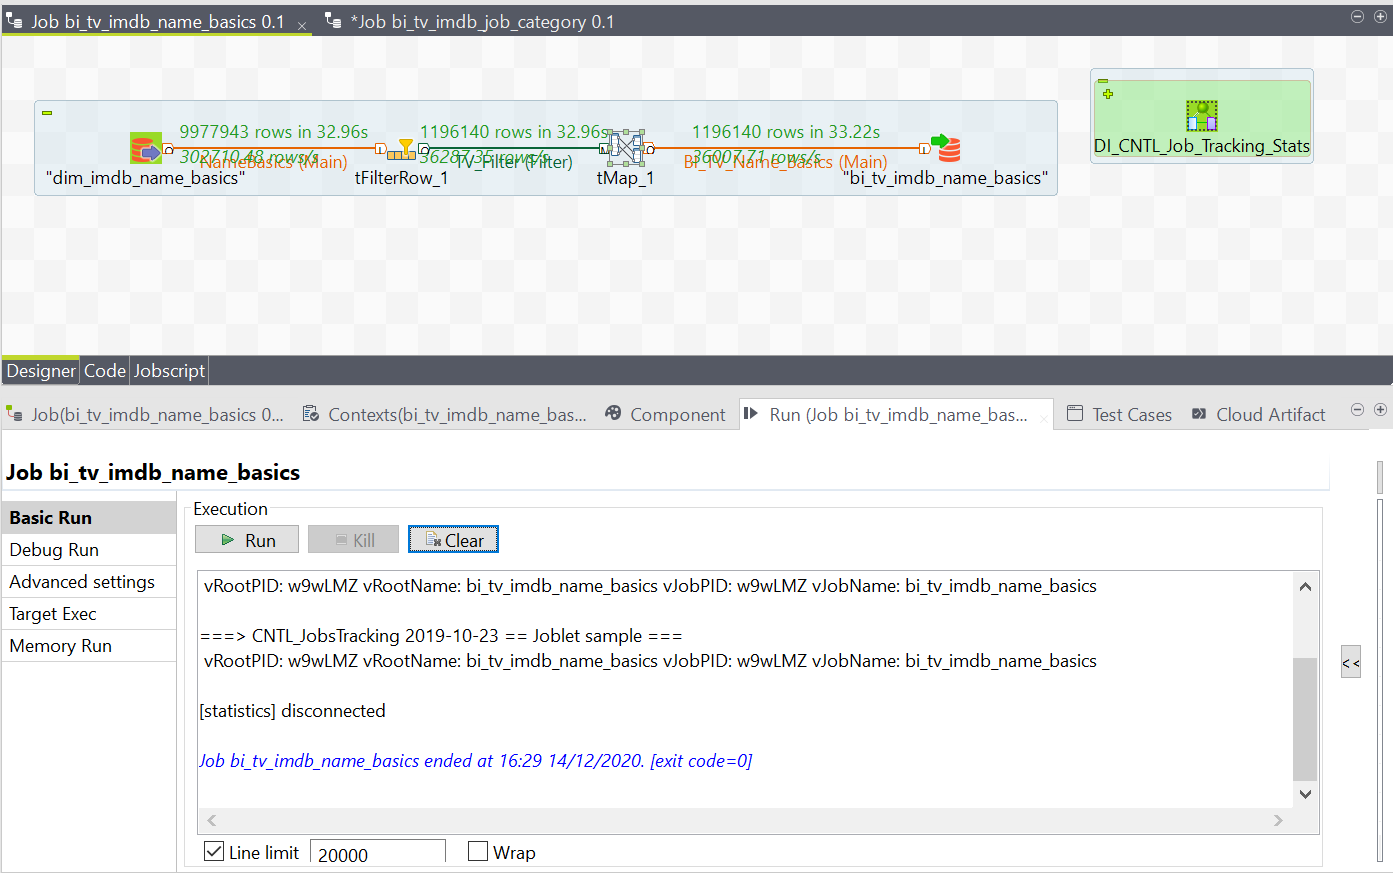 Job bi_tv_imdb_name_basics 0.1
*Job bi_tv_imdb_job_category 0.1
9977943 rows in 32.96s
1196140 rows in 32.96s
1196140 rows in 33.22s
DI_CNTL_Job_Tracking_Stats
302710.48 rows/s
NameBasics (Main)
36287.35 rows/s
TV_Filter (Filter)
36007.71 rows/s
BI_TV_Name_Basics (Main)
"dim_imdb_name_basics"
tFilterRow_1
tMap_1
"bi_tv_imdb_name_basics"
Designer
Code
Jobscript
Job(bi_tv_imdb_name_basics 0...
Contexts(bi_tv_imdb_name_bas...
Component
Run (Job bi_tv_imdb_name_bas...
Test Cases
Cloud Artifact
Job bi_tv_imdb_name_basics
Basic Run
Debug Run
Advanced settings
Target Exec
Memory Run
Execution
Run
Kill
Clear
vRootPID: w9wLMZ vRootName: bi_tv_imdb_name_basics vJobPID: w9wLMZ vJobName: bi_tv_imdb_name_basics
===> CNTL_JobsTracking 2019-10-23 == Joblet sample ===
vRootPID: w9wLMZ vRootName: bi_tv_imdb_name_basics vJobPID: w9wLMZ vJobName: bi_tv_imdb_name_basics
[statistics] disconnected
Job bi_tv_imdb_name_basics ended at 16:29 14/12/2020. [exit code=0]
<<
Line limit
20000
Wrap